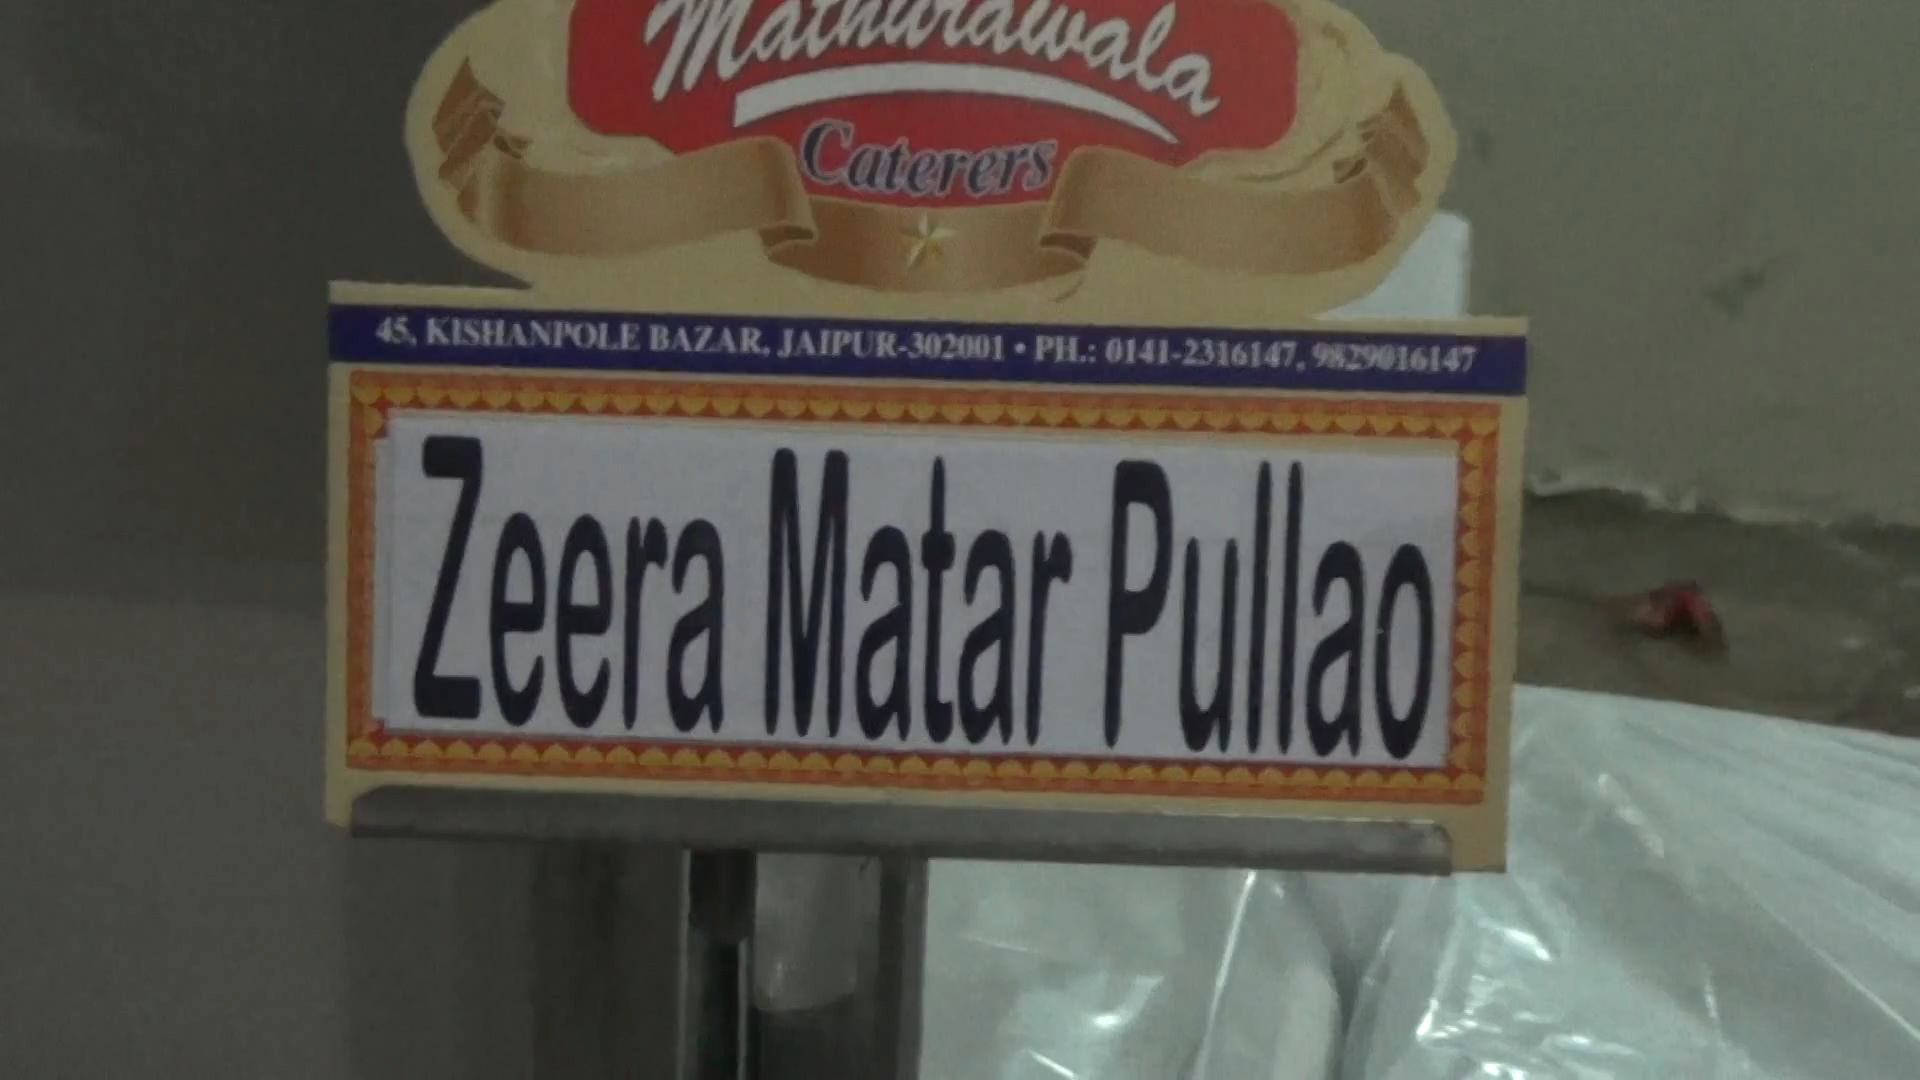 Mathurawala
Caterers
45, KISHANPOLE BAZAR, JAIPUR-302001 • PH.: 0141-2316147, 9829016147
Zeera Matar Pullao